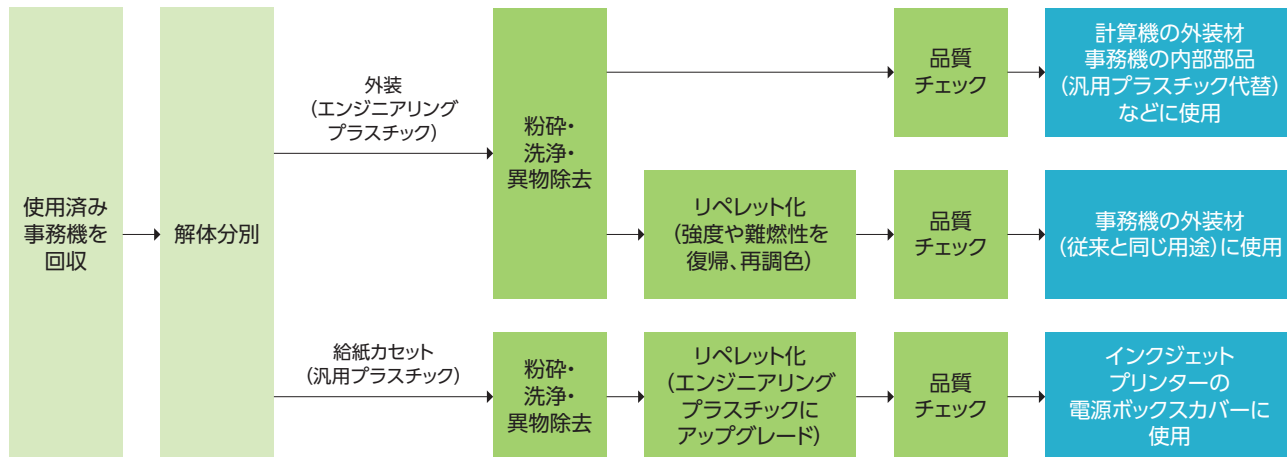 使用済み
事務機を
回収
解体分別
外装
(エンジニアリング
プラスチック)
粉砕・
洗浄・
異物除去
品質
チェック
計算機の外装材
事務機の内部部品
(汎用プラスチック代替)
などに使用
リペレット化
(強度や難燃性を
復帰、再調色)
品質
チェック
事務機の外装材
(従来と同じ用途)に使用
給紙カセット
(汎用プラスチック)
粉砕・
洗浄・
異物除去
リペレット化
(エンジニアリング
プラスチックに
アップグレード)
品質
チェック
インクジェット
プリンターの
電源ボックスカバーに
使用